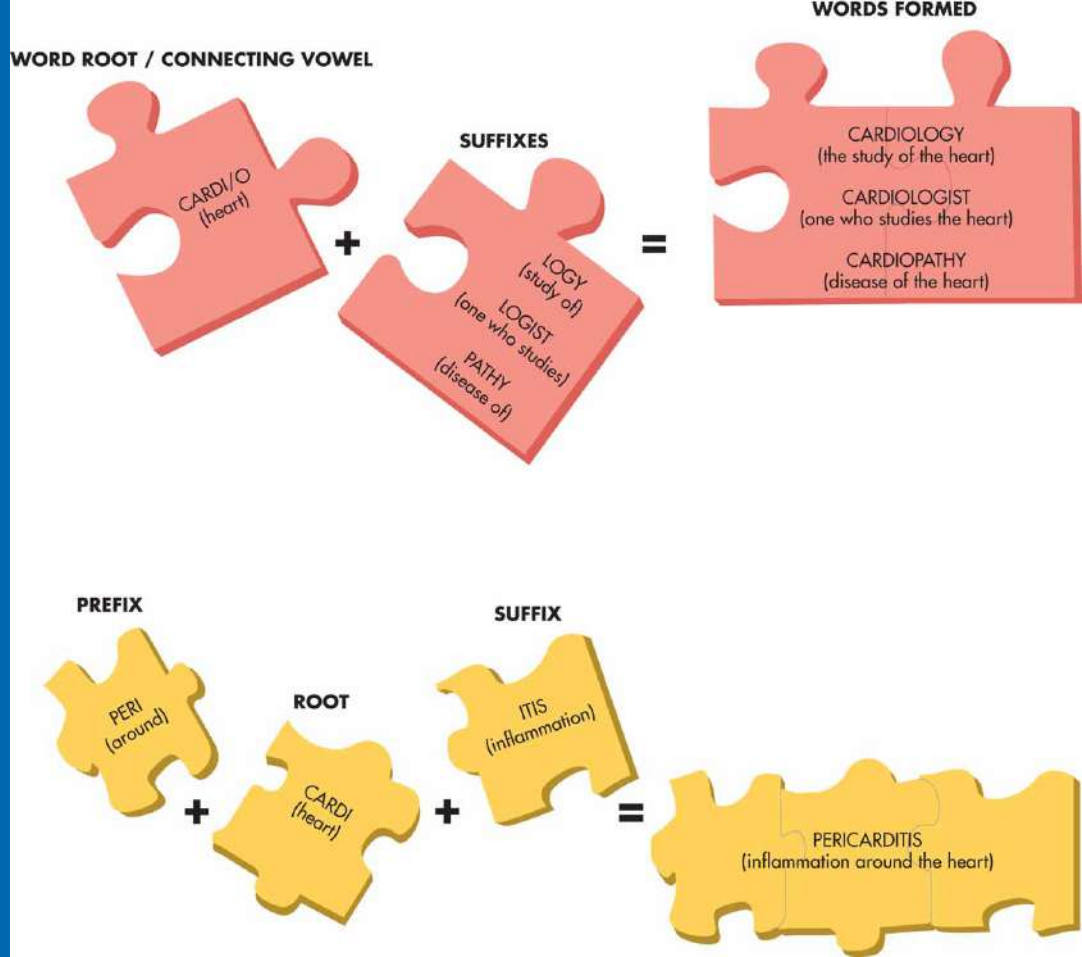 WORD ROOT / CONNECTING VOWEL
CARDI/O
(heart)
+
SUFFIXES
LOGY
(study of)
LOGIST
(one who studies)
PATHY
(disease of)
=
WORDS FORMED
CARDIOLOGY
(the study of the heart)
CARDIOLOGIST
(one who studies the heart)
CARDIOPATHY
(disease of the heart)
PREFIX
PERI
(around)
+
ROOT
CARDI
(heart)
+
SUFFIX
ITIS
(inflammation)
=
PERICARDITIS
(inflammation around the heart)